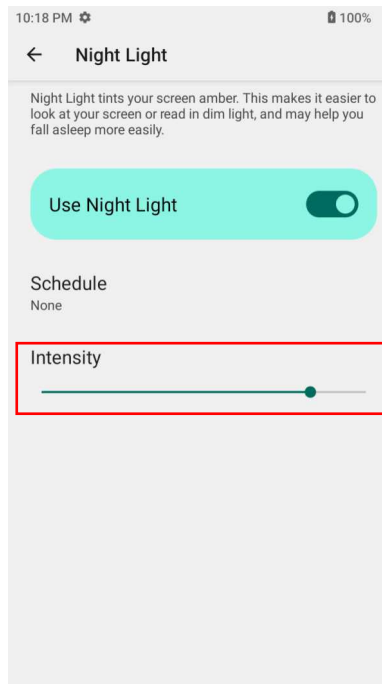 10:18 PM 100%
Night Light
Night Light tints your screen amber. This makes it easier to
look at your screen or read in dim light, and may help you
fall asleep more easily.
Use Night Light
Schedule
None
Intensity